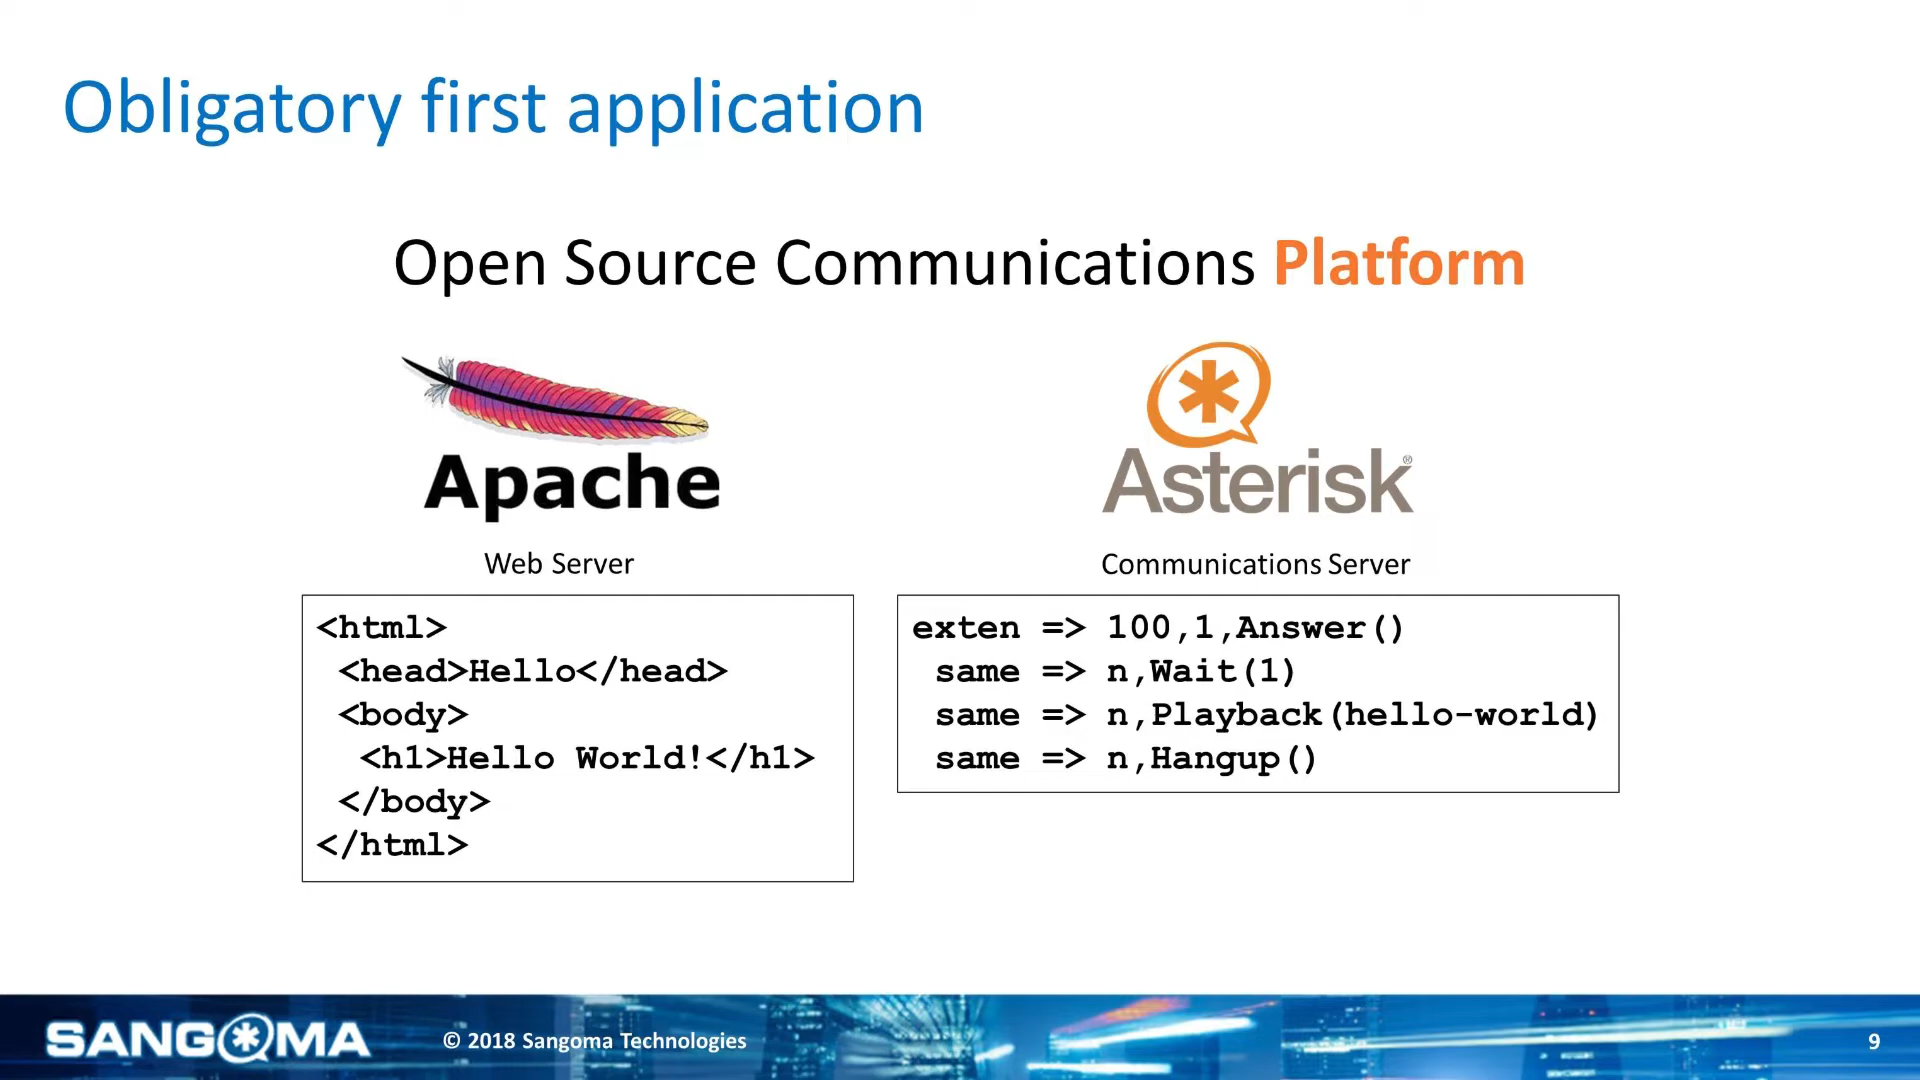 Obligatory first application
Open Source Communications Platform
Apache
Asterisk®
Web Server
Communications Server
<html>
<head>Hello</head>
<body>
<h1>Hello World!</h1>
</body>
</html>
exten => 100,1,Answer()
same => n,Wait(1)
same => n,Playback(hello-world)
same => n,Hangup()
SANGOMA
© 2018 Sangoma Technologies
9